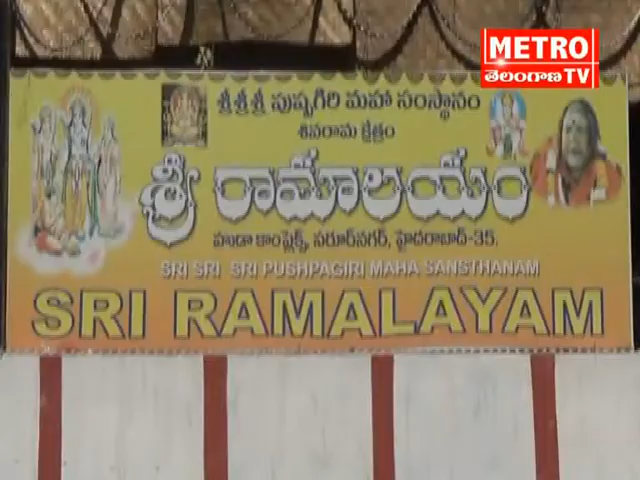 METRO
తెలంగాణ TV
శ్రీశ్రీశ్రీ పుష్పగిరి మహా సంస్థానం
శివరామ క్షేత్రం
శ్రీ రామాలయం
హుడా కాంప్లెక్స్, సరూర్‌నగర్, హైదరాబాద్-35.
SRI SRI SRI PUSHPAGIRI MAHA SANSTHANAM
SRI RAMALAYAM